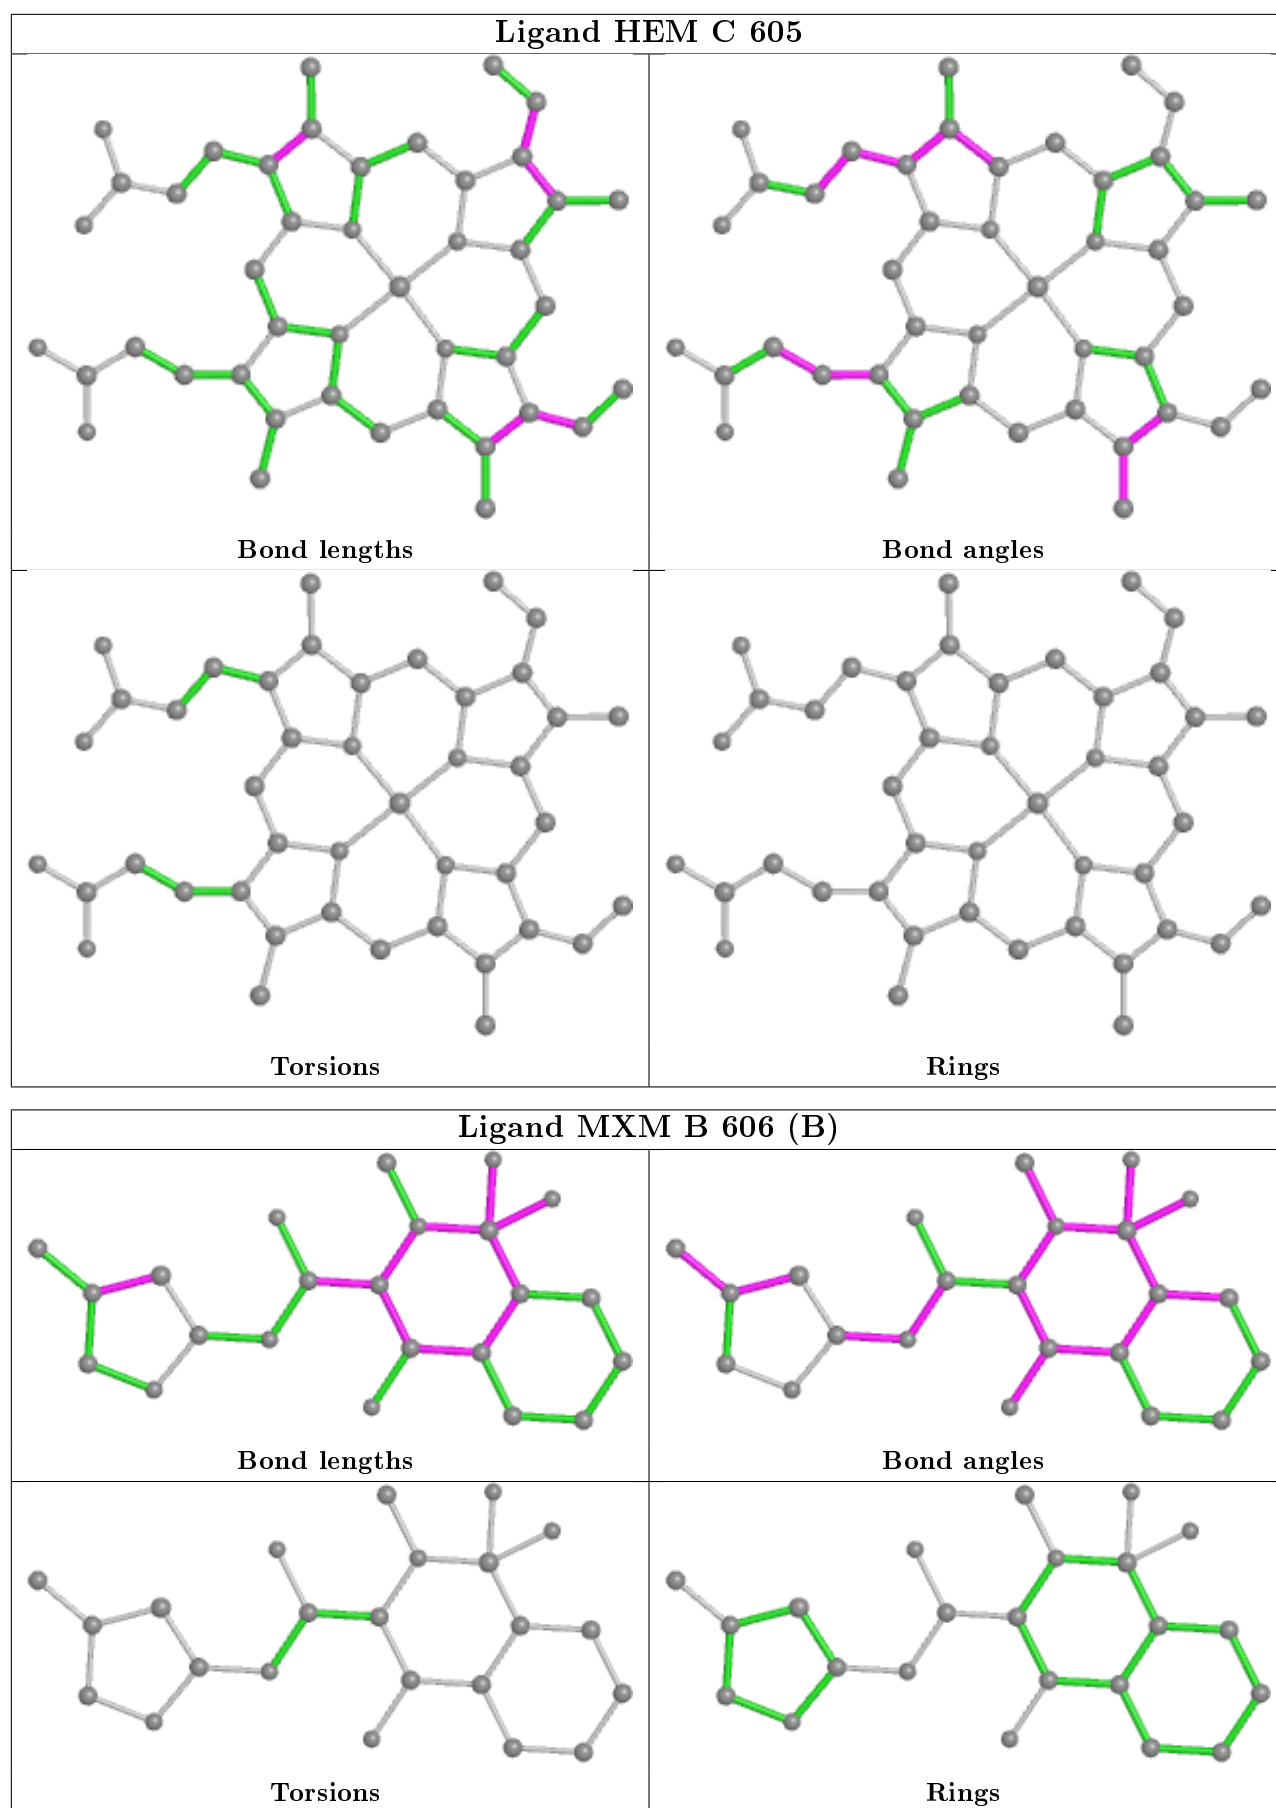 Ligand HEM C 605
Bond lengths
Bond angles
Torsions
Rings
Ligand MXM B 606 (B)
Bond lengths
Bond angles
Torsions
Rings